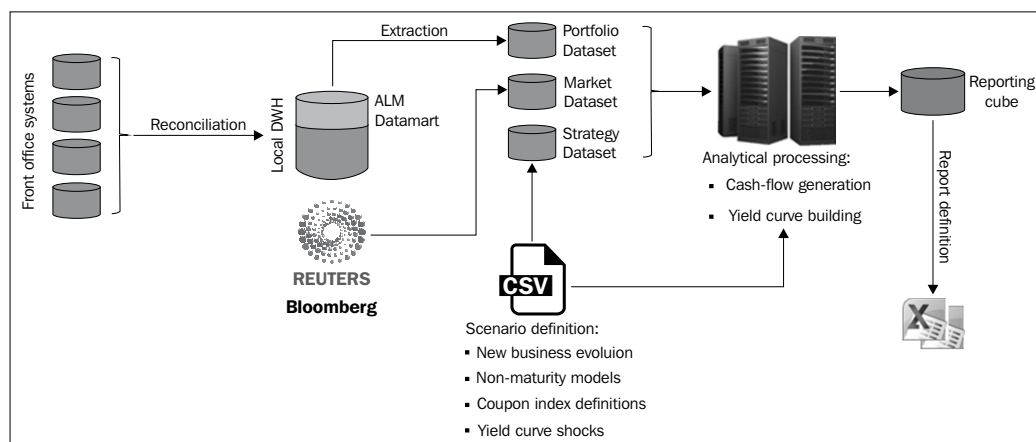 Front office systems
Reconciliation
Local DWH
ALM
Datamart
Extraction
REUTERS
Bloomberg
Portfolio
Dataset
Market
Dataset
Strategy
Dataset
CSV
Scenario definition:
▪ New business evoluion
▪ Non-maturity models
▪ Coupon index definitions
▪ Yield curve shocks
Analytical processing:
▪ Cash-flow generation
▪ Yield curve building
Reporting
cube
Report definition
X